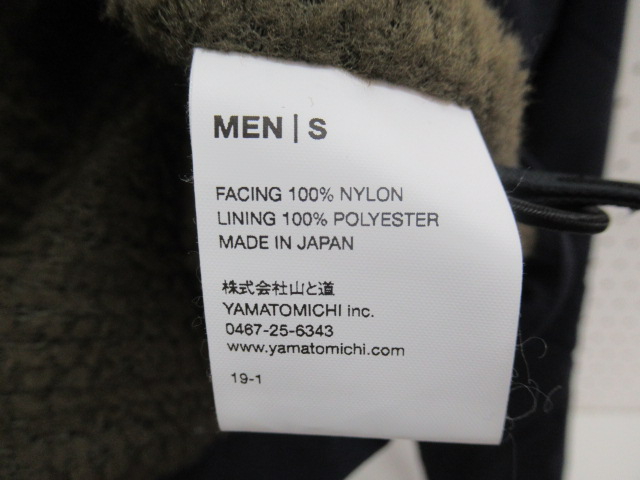 MEN | S
FACING 100% NYLON
LINING 100% POLYESTER
MADE IN JAPAN
株式会社山と道
YAMATOMICHI inc.
0467-25-6343
www.yamatomichi.com
19-1